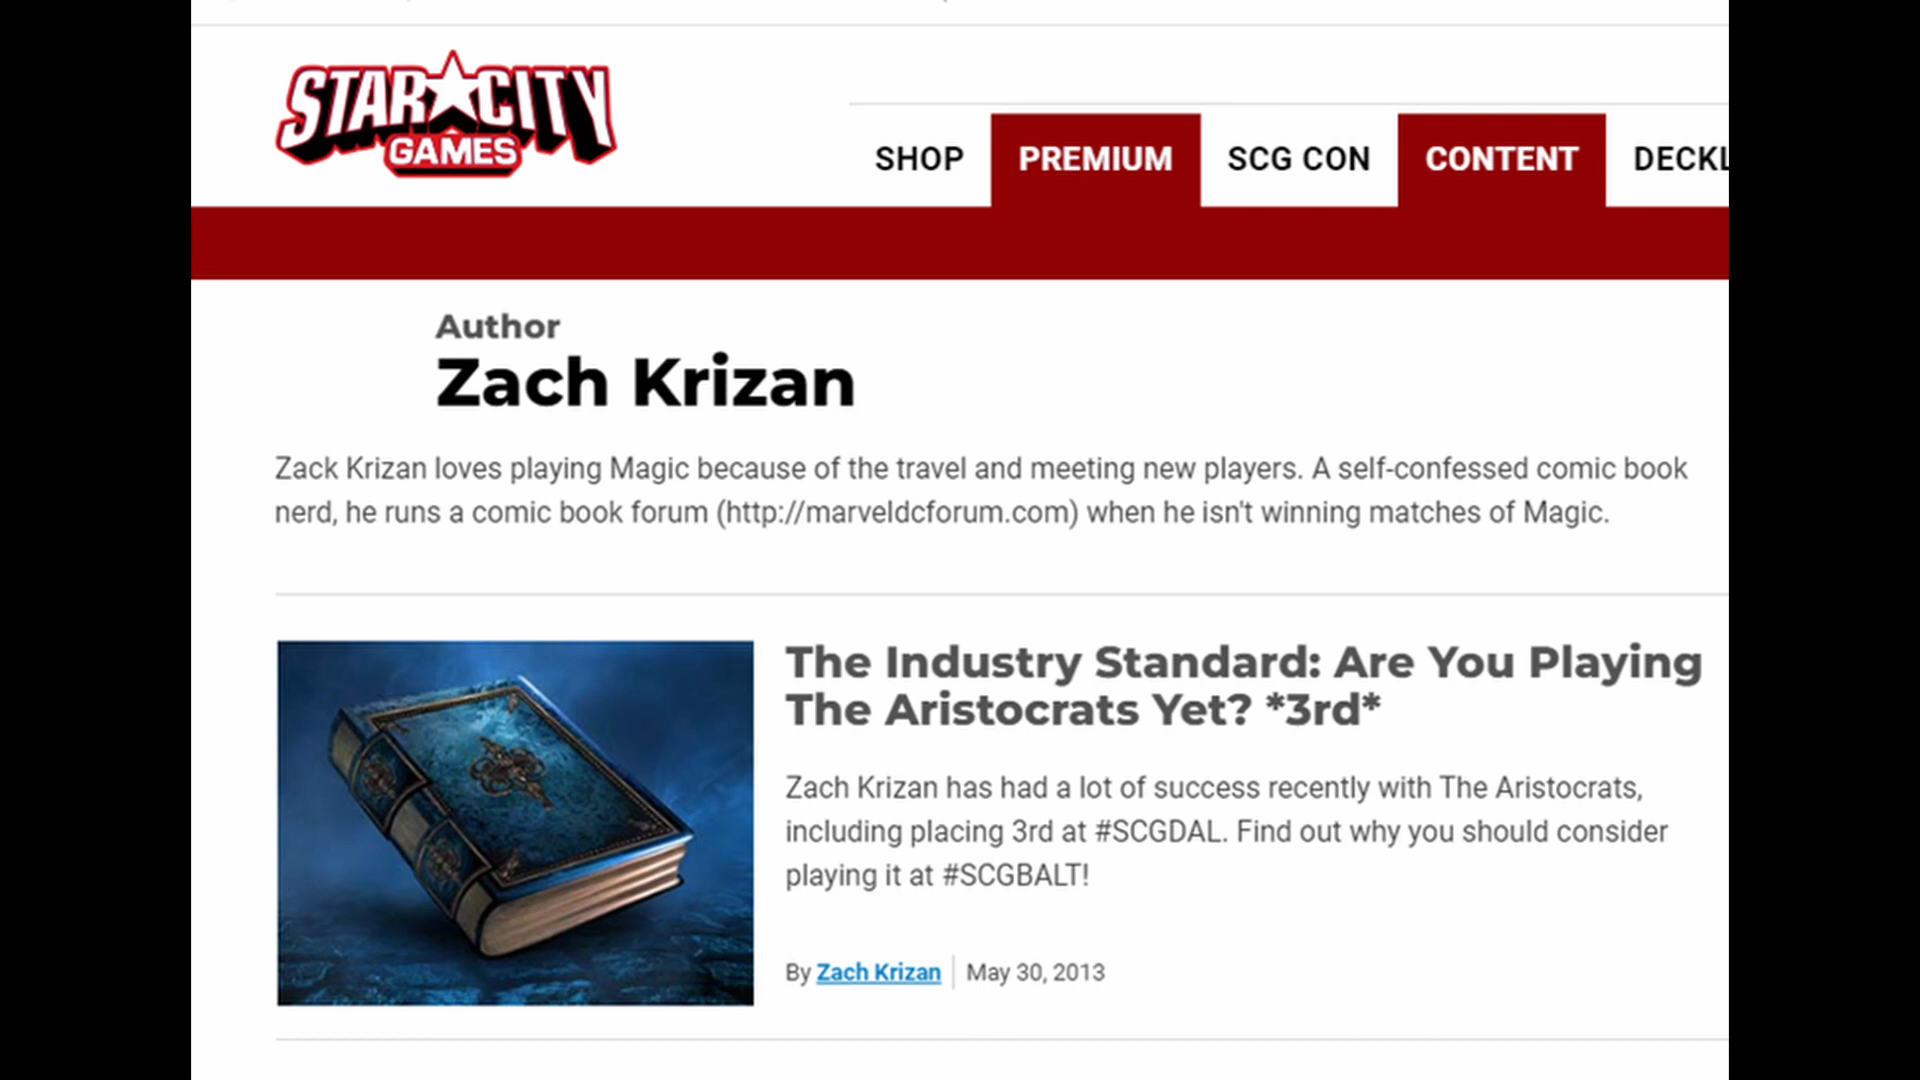 STAR CITY
GAMES
SHOP PREMIUM SCG CON CONTENT DECKL
Author
Zach Krizan
Zack Krizan loves playing Magic because of the travel and meeting new players. A self-confessed comic book
nerd, he runs a comic book forum (http://marveldcforum.com) when he isn't winning matches of Magic.
The Industry Standard: Are You Playing
The Aristocrats Yet? *3rd*
Zach Krizan has had a lot of success recently with The Aristocrats,
including placing 3rd at #SCGDAL. Find out why you should consider
playing it at #SCGBALT!
By Zach Krizan May 30, 2013